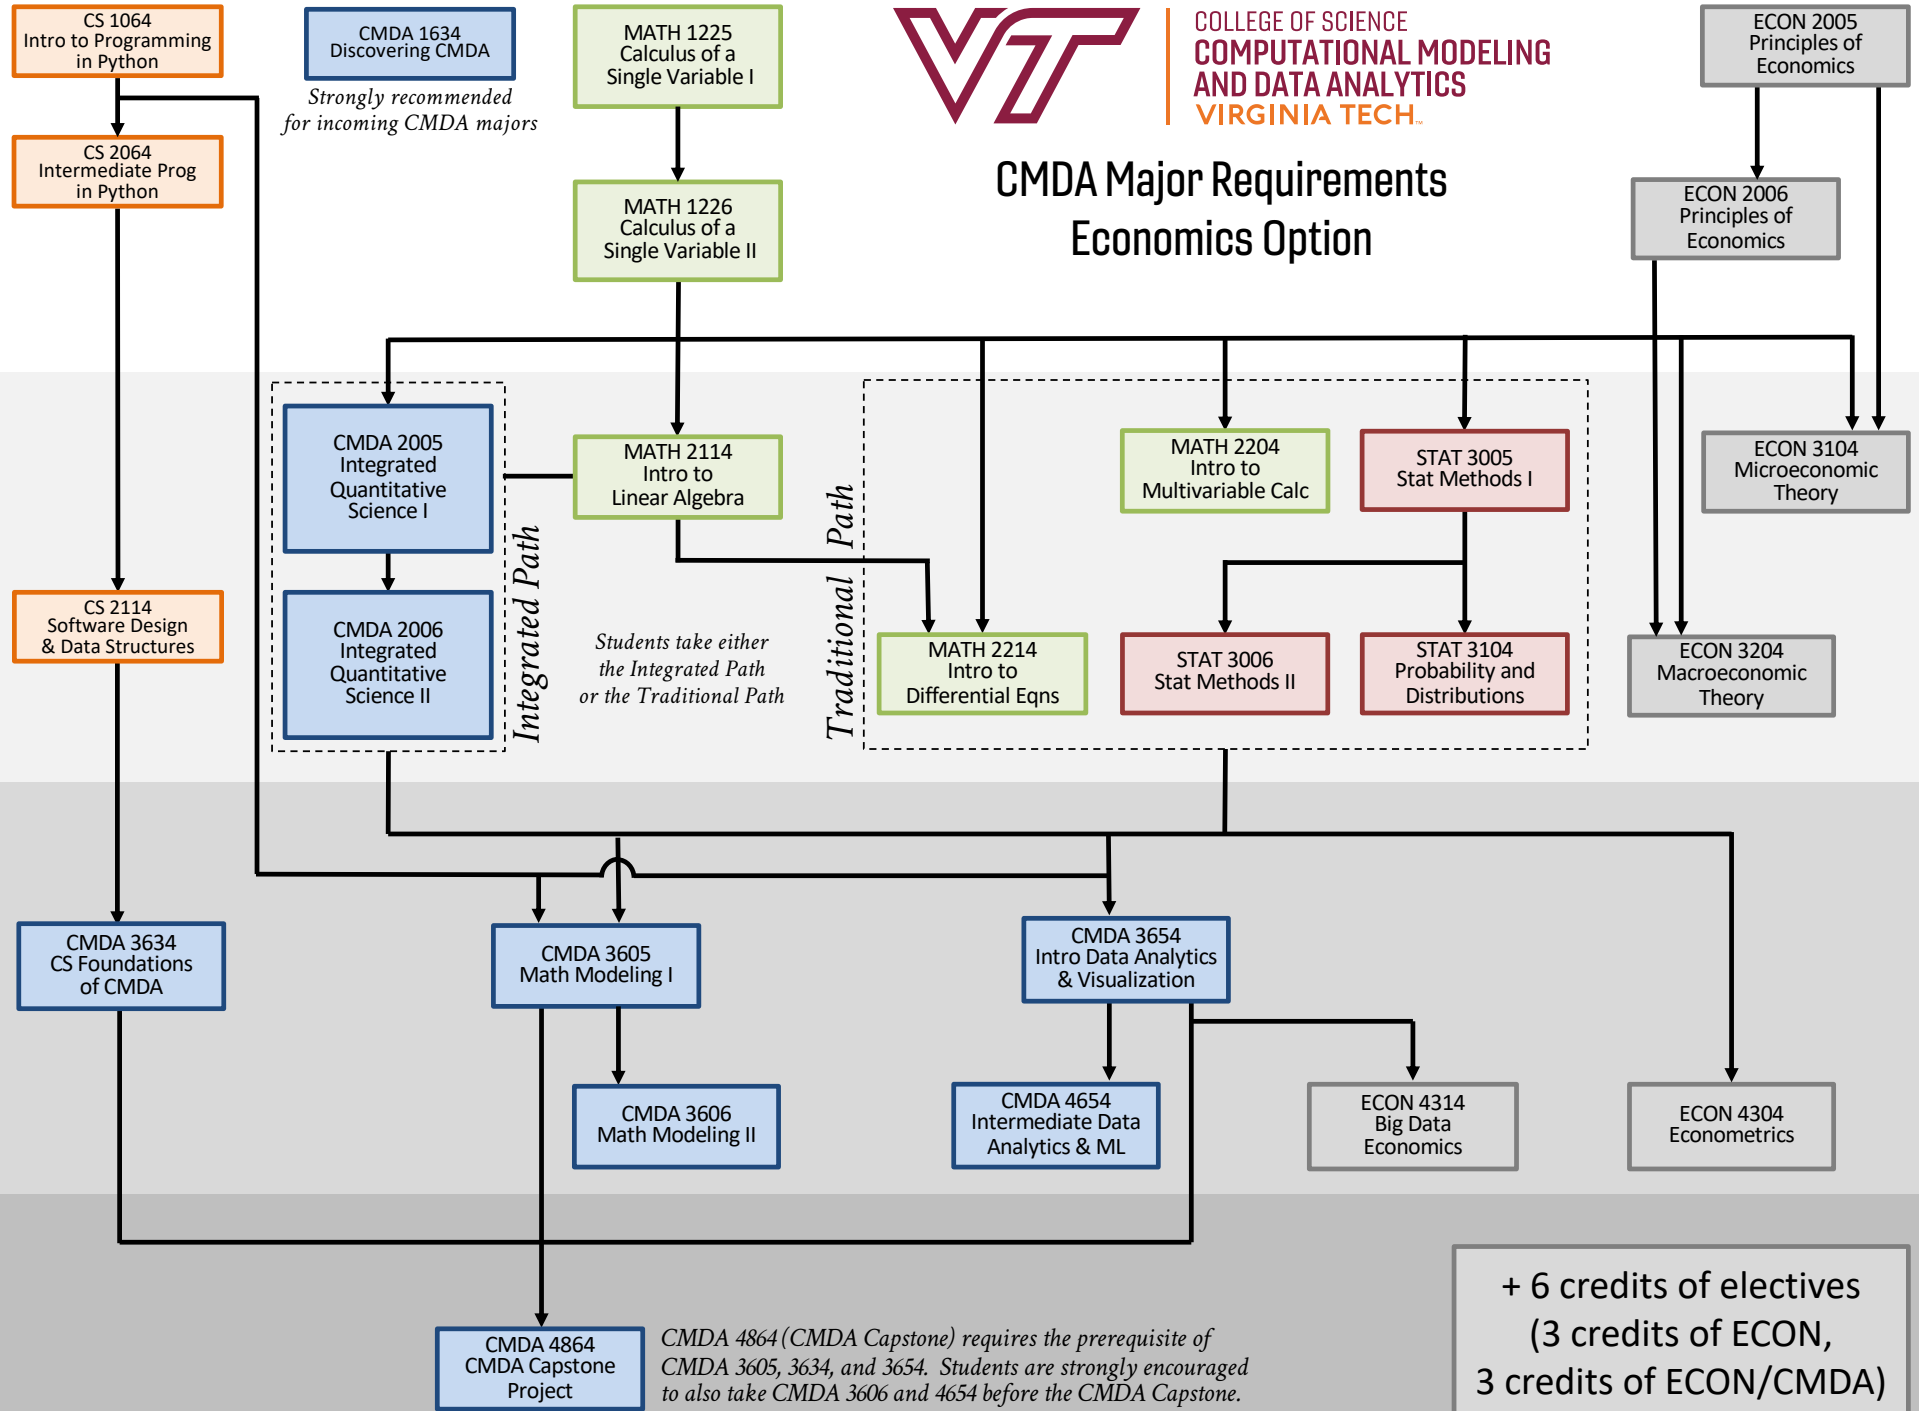 CS 1064
Intro to Programming
in Python
CMDA 1634
Discovering CMDA
Strongly recommended
for incoming CMDA majors
MATH 1225
Calculus of a
Single Variable I
VT
COLLEGE OF SCIENCE
COMPUTATIONAL MODELING
AND DATA ANALYTICS
VIRGINIA TECH™
CMDA Major Requirements
Economics Option
ECON 2005
Principles of
Economics
CS 2064
Intermediate Prog
in Python
MATH 1226
Calculus of a
Single Variable II
ECON 2006
Principles of
Economics
CMDA 2005
Integrated
Quantitative
Science I
MATH 2114
Intro to
Linear Algebra
MATH 2204
Intro to
Multivariable Calc
STAT 3005
Stat Methods I
ECON 3104
Microeconomic
Theory
Integrated Path
Traditional Path
CS 2114
Software Design
& Data Structures
CMDA 2006
Integrated
Quantitative
Science II
Students take either
the Integrated Path
or the Traditional Path
MATH 2214
Intro to
Differential Eqns
STAT 3006
Stat Methods II
STAT 3104
Probability and
Distributions
ECON 3204
Macroeconomic
Theory
CMDA 3634
CS Foundations
of CMDA
CMDA 3605
Math Modeling I
CMDA 3654
Intro Data Analytics
& Visualization
CMDA 3606
Math Modeling II
CMDA 4654
Intermediate Data
Analytics & ML
ECON 4314
Big Data
Economics
ECON 4304
Econometrics
CMDA 4864
CMDA Capstone
Project
CMDA 4864 (CMDA Capstone) requires the prerequisite of
CMDA 3605, 3634, and 3654. Students are strongly encouraged
to also take CMDA 3606 and 4654 before the CMDA Capstone.
+ 6 credits of electives
(3 credits of ECON,
3 credits of ECON/CMDA)